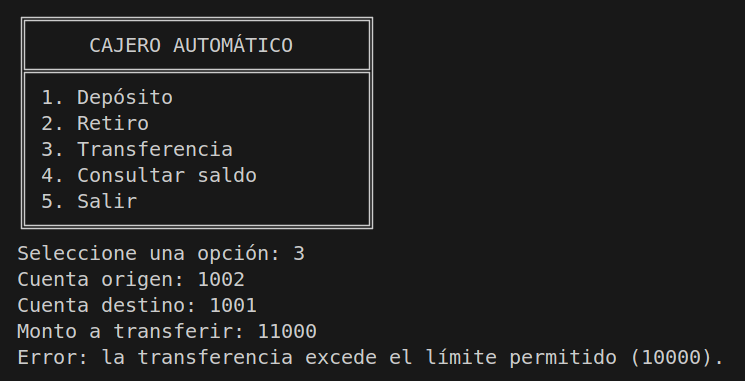 CAJERO AUTOMÁTICO
1. Depósito
2. Retiro
3. Transferencia
4. Consultar saldo
5. Salir
Seleccione una opción: 3
Cuenta origen: 1002
Cuenta destino: 1001
Monto a transferir: 11000
Error: la transferencia excede el límite permitido (10000).